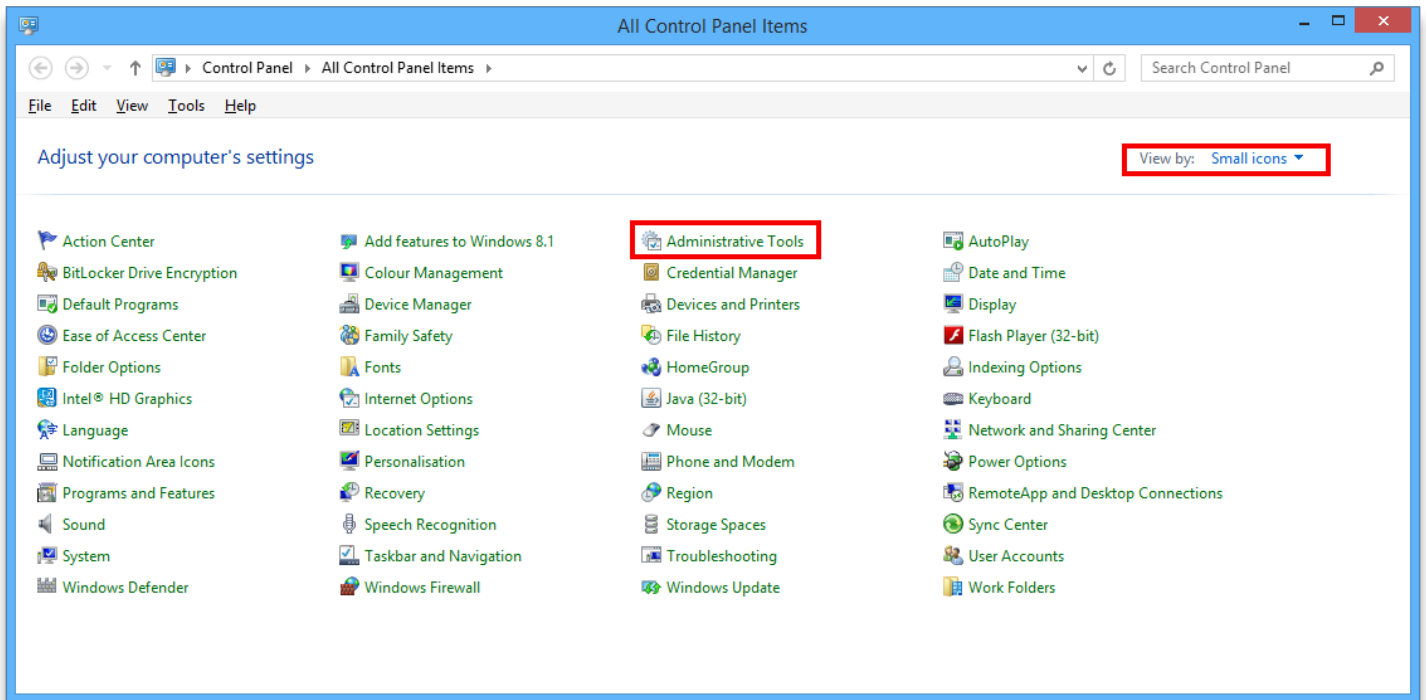 All Control Panel Items
Control Panel All Control Panel Items Search Control Panel
File Edit View Tools Help
Adjust your computer's settings View by: Small icons
Action Center Add features to Windows 8.1 Administrative Tools AutoPlay
BitLocker Drive Encryption Colour Management Credential Manager Date and Time
Default Programs Device Manager Devices and Printers Display
Ease of Access Center Family Safety File History Flash Player (32-bit)
Folder Options Fonts HomeGroup Indexing Options
Intel® HD Graphics Internet Options Java (32-bit) Keyboard
Language Location Settings Mouse Network and Sharing Center
Notification Area Icons Personalisation Phone and Modem Power Options
Programs and Features Recovery Region RemoteApp and Desktop Connections
Sound Speech Recognition Storage Spaces Sync Center
System Taskbar and Navigation Troubleshooting User Accounts
Windows Defender Windows Firewall Windows Update Work Folders